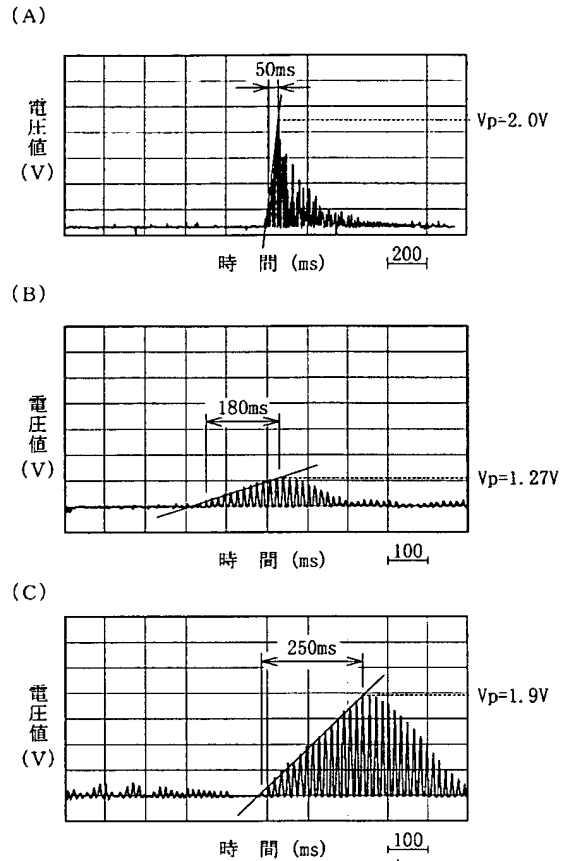 (A)
50ms
電圧値(V)
Vp=2.0V
時 間 (ms)
200
(B)
180ms
電圧値(V)
Vp=1.27V
時 間 (ms)
100
(C)
250ms
電圧値(V)
Vp=1.9V
時 間 (ms)
100